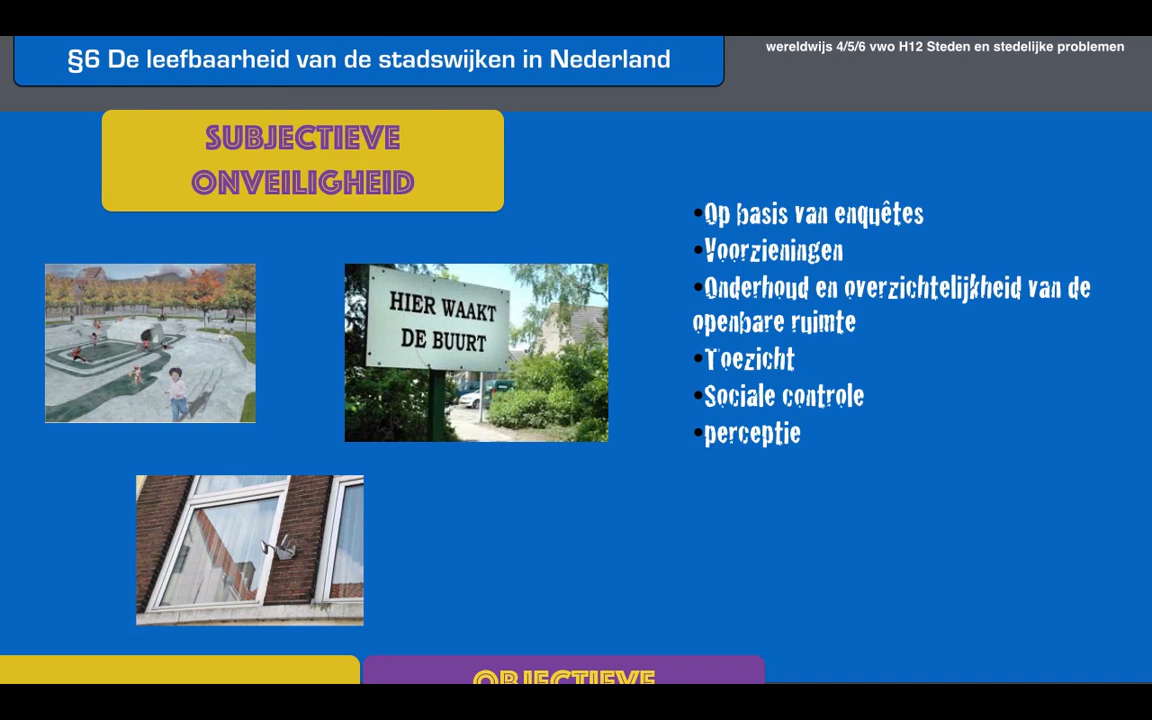 §6 De leefbaarheid van de stadswijken in Nederland
wereldwijs 4/5/6 vwo H12 Steden en stedelijke problemen
SUBJECTIEVE
ONVEILIGHEID
•Op basis van enquêtes
•Voorzieningen
•Onderhoud en overzichtelijkheid van de
openbare ruimte
•Toezicht
•Sociale controle
•perceptie
HIER WAAKT
DE BUURT
OBJECTIEVE